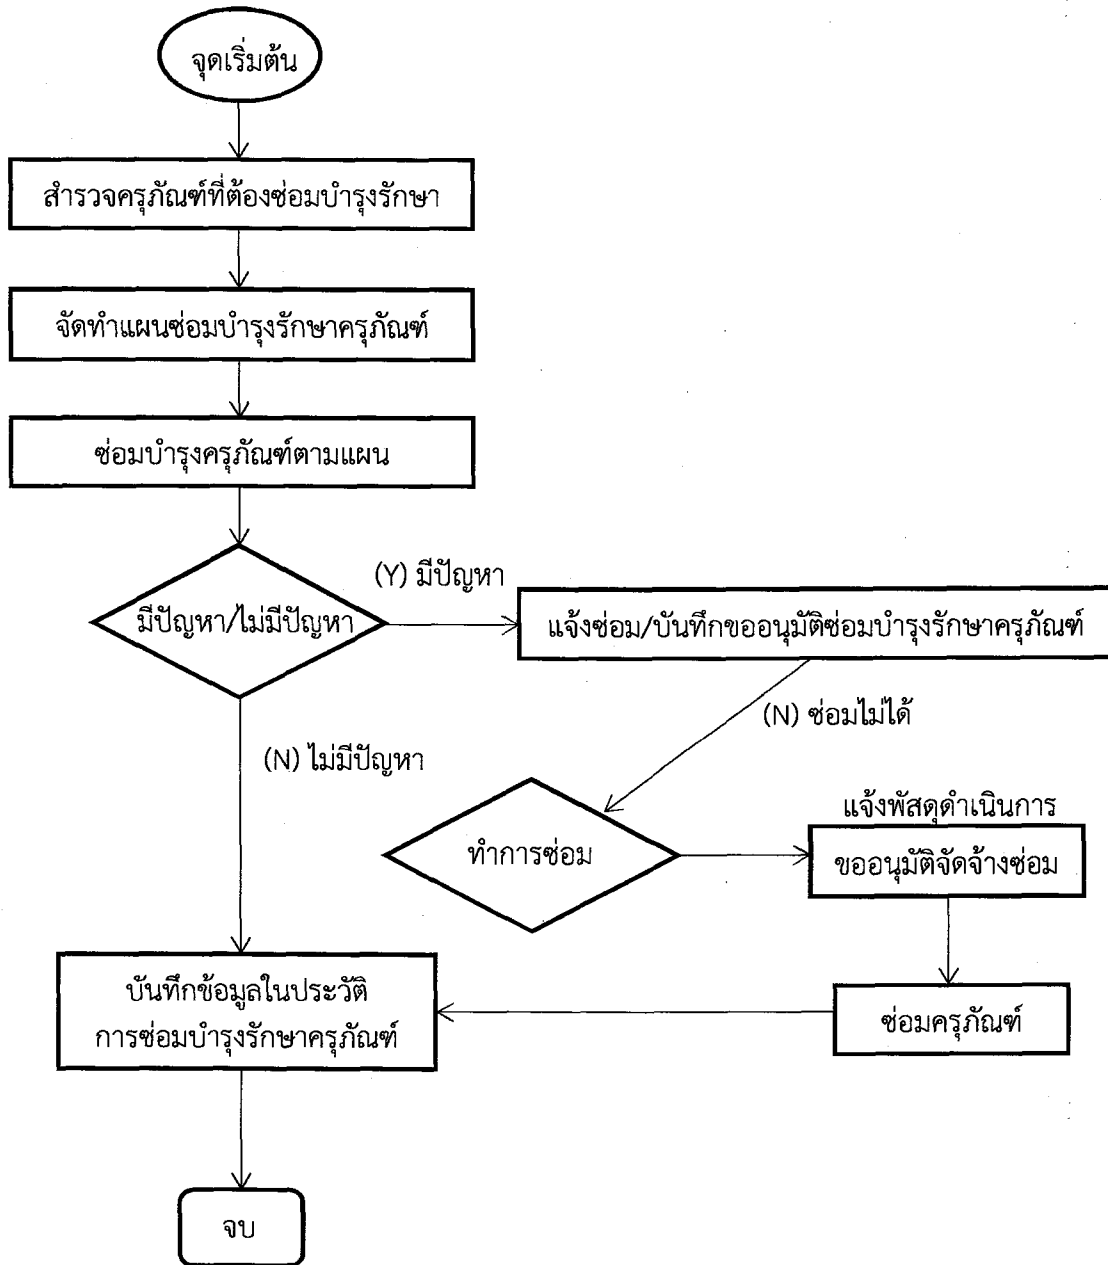 จุดเริ่มต้น
สำรวจครุภัณฑ์ที่ต้องซ่อมบำรุงรักษา
จัดทำแผนซ่อมบำรุงรักษาครุภัณฑ์
ซ่อมบำรุงครุภัณฑ์ตามแผน
(Y) มีปัญหา
มีปัญหา/ไม่มีปัญหา
แจ้งซ่อม/บันทึกขออนุมัติซ่อมบำรุงรักษาครุภัณฑ์
(N) ซ่อมไม่ได้
(N) ไม่มีปัญหา
แจ้งพัสดุดำเนินการ
ทำการซ่อม
ขออนุมัติจัดจ้างซ่อม
บันทึกข้อมูลในประวัติ
การซ่อมบำรุงรักษาครุภัณฑ์
ซ่อมครุภัณฑ์
จบ